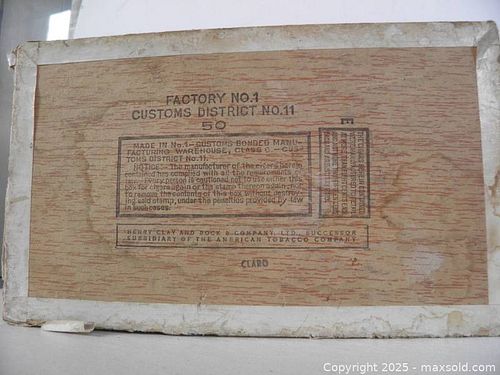 FACTORY NO.1
CUSTOMS DISTRICT NO.11
50
MADE IN No.1—CUSTOMS BONDED MANU-
FACTURING WAREHOUSE, CLASS 6—CUS-
TOMS DISTRICT No.11.
NOTICE—The manufacturer of the cigars herein
contained has complied with all the requirements of
law. Every person is cautioned not to use either this
box for cigars again or the stamp thereon again, nor
to remove the contents of this box without destroy-
ing said stamp, under the penalties provided by law
in such cases.
E
HENRY CLAY AND BOCK & COMPANY, LTD., SUCCESSOR
SUBSIDIARY OF THE AMERICAN TOBACCO COMPANY
CLARO
Copyright © 2025 - maxsold.com